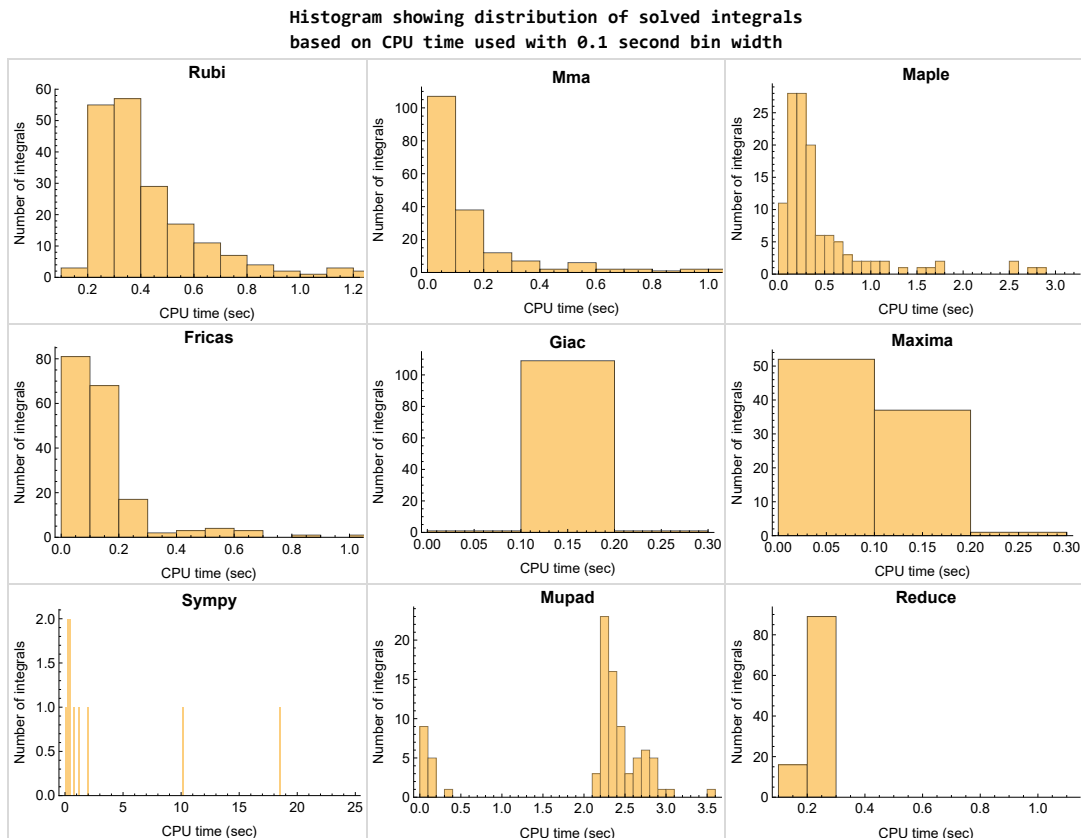 Histogram showing distribution of solved integrals
based on CPU time used with 0.1 second bin width
Rubi
Number of integrals
60
50
40
30
20
10
0
0.2 0.4 0.6 0.8 1.0 1.2
CPU time (sec)
Mma
Number of integrals
100
80
60
40
20
0
0.0 0.2 0.4 0.6 0.8 1.0
CPU time (sec)
Maple
Number of integrals
25
20
15
10
5
0
0.0 0.5 1.0 1.5 2.0 2.5 3.0
CPU time (sec)
Fricas
Number of integrals
80
60
40
20
0
0.0 0.2 0.4 0.6 0.8 1.0
CPU time (sec)
Giac
Number of integrals
100
80
60
40
20
0
0.00 0.05 0.10 0.15 0.20 0.25 0.30
CPU time (sec)
Maxima
Number of integrals
50
40
30
20
10
0
0.00 0.05 0.10 0.15 0.20 0.25 0.30
CPU time (sec)
Sympy
Number of integrals
2.0
1.5
1.0
0.5
0.0
0 5 10 15 20 25
CPU time (sec)
Mupad
Number of integrals
20
15
10
5
0
0.0 0.5 1.0 1.5 2.0 2.5 3.0 3.5
CPU time (sec)
Reduce
Number of integrals
80
60
40
20
0
0.2 0.4 0.6 0.8 1.0
CPU time (sec)